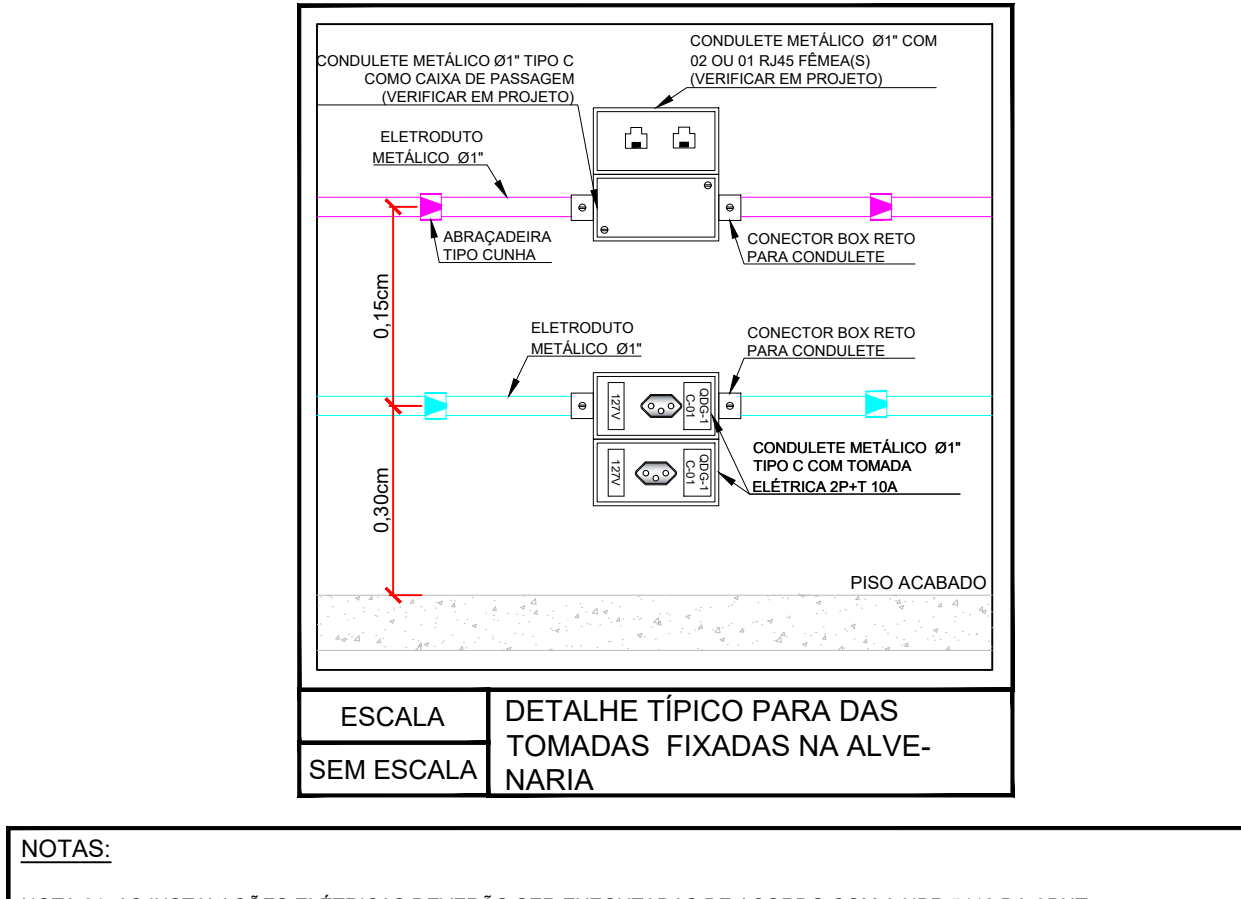 CONDULETE METÁLICO Ø1" TIPO C
COMO CAIXA DE PASSAGEM
(VERIFICAR EM PROJETO)
CONDULETE METÁLICO Ø1" COM
02 OU 01 RJ45 FÊMEA(S)
(VERIFICAR EM PROJETO)
ELETRODUTO
METÁLICO Ø1"
ABRAÇADEIRA
TIPO CUNHA
CONECTOR BOX RETO
PARA CONDULETE
0,15cm
ELETRODUTO
METÁLICO Ø1"
CONECTOR BOX RETO
PARA CONDULETE
127V
QDG-1
C-01
127V
QDG-1
C-01
CONDULETE METÁLICO Ø1"
TIPO C COM TOMADA
ELÉTRICA 2P+T 10A
0,30cm
PISO ACABADO
ESCALA
SEM ESCALA
DETALHE TÍPICO PARA DAS
TOMADAS FIXADAS NA ALVE-
NARIA
NOTAS: